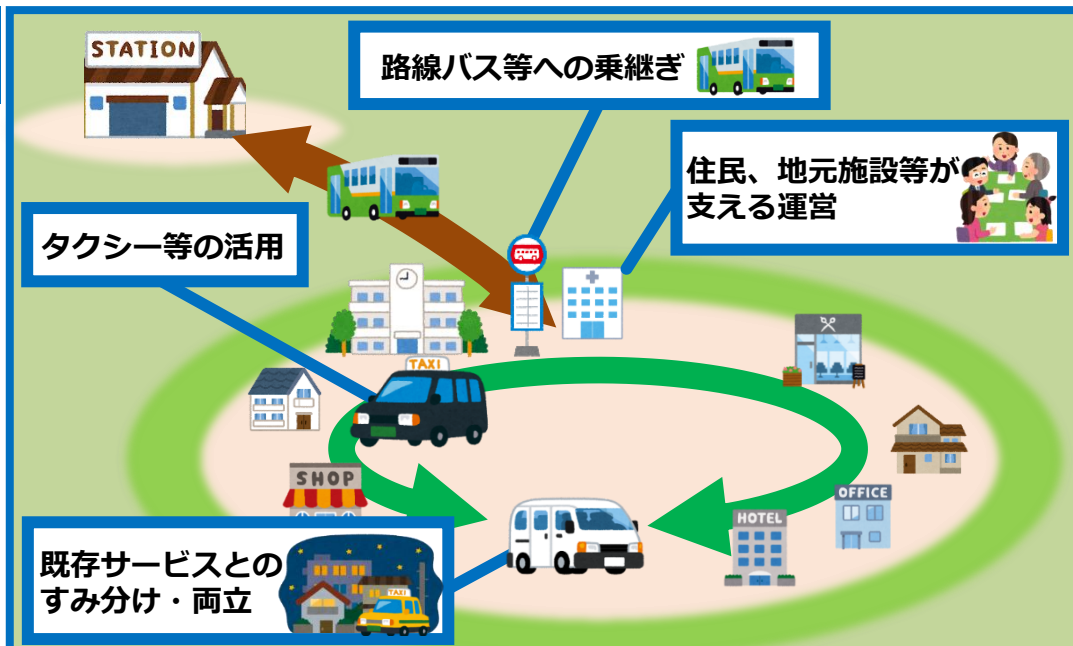 STATION
路線バス等への乗継ぎ
住民、地元施設等が
支える運営
タクシー等の活用
TAXI
SHOP
OFFICE
HOTEL
既存サービスとの
すみ分け・両立
TAXI